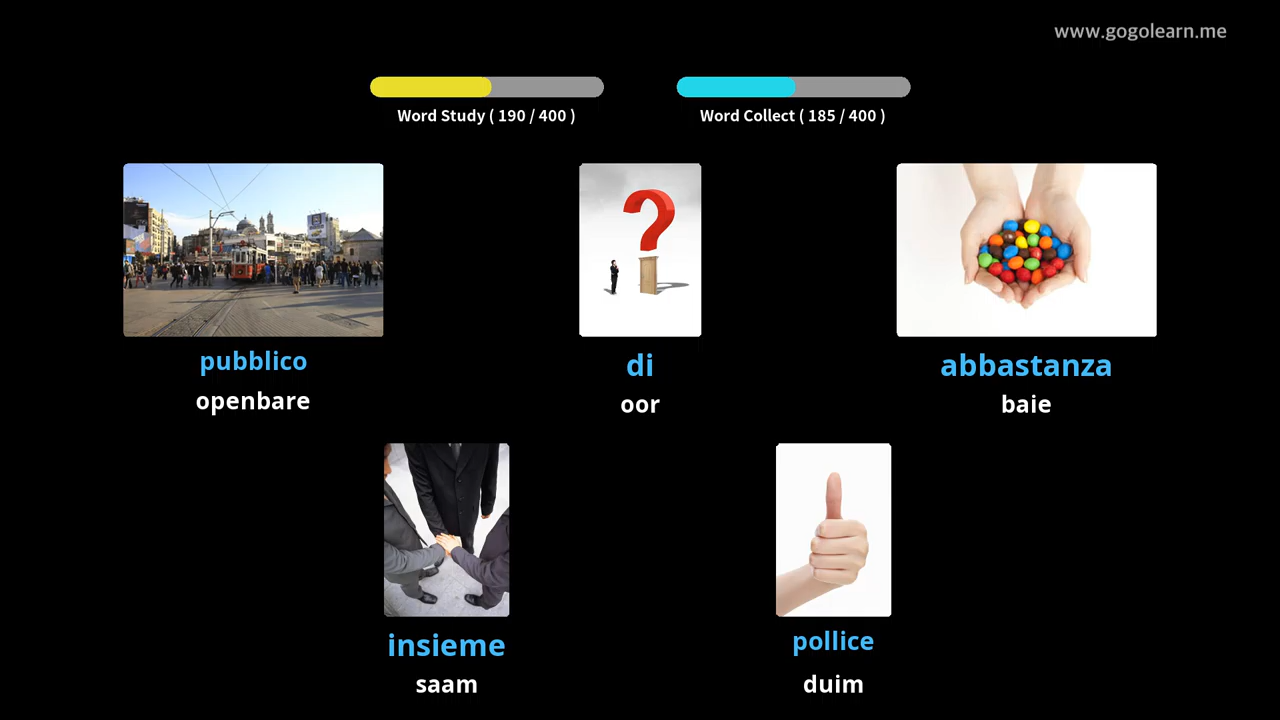 www.gogolearn.me
Word Study ( 190 / 400 )
Word Collect ( 185 / 400 )
pubblico
openbare
di
oor
abbastanza
baie
insieme
saam
pollice
duim